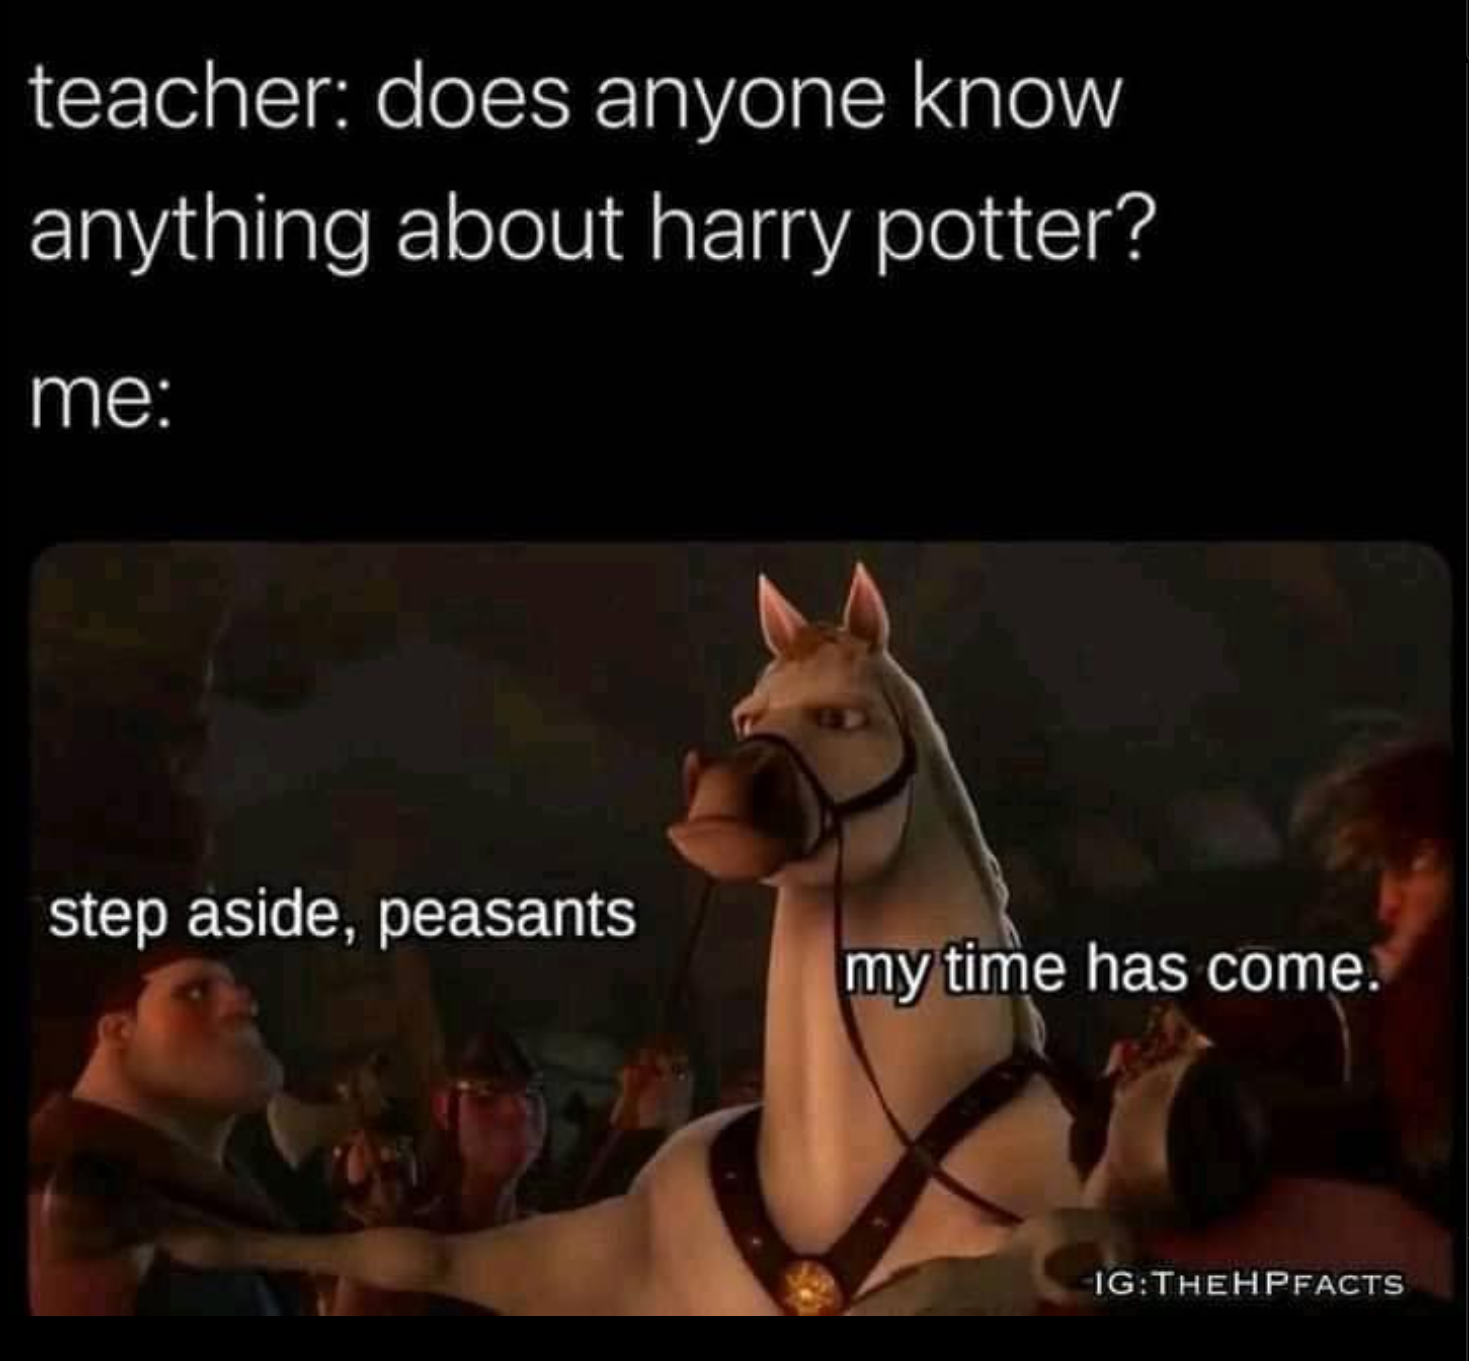 teacher: does anyone know
anything about harry potter?
me:
step aside, peasants
my time has come.
IG:THEHPFACTS